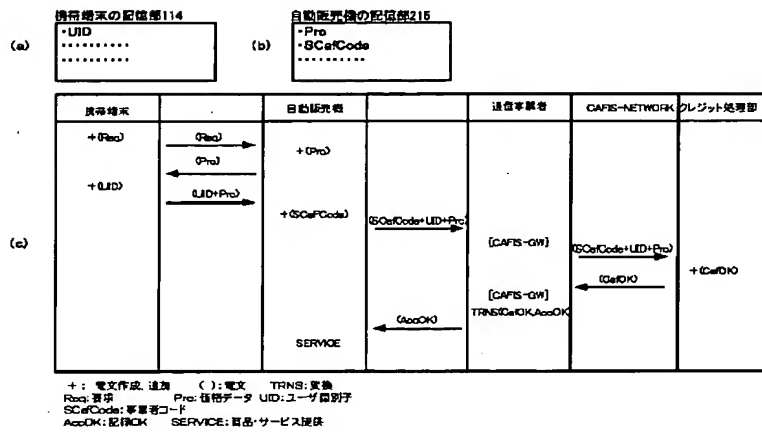 携帯端末の記憶部114
自動販売機の記憶部215
(a)
・UID
・・・・・・・・・・
・・・・・・・・・・
(b)
・Pro
・SCafCode
・・・・・・・・・・
携帯端末
自動販売機
通信事業者
CAFIS-NETWORK
クレジット処理部
+(Req)
(Req)
+(Pro)
(Pro)
+(UID)
(UID+Pro)
+(SCafCode)
(SCafCode+UID+Pro)
(c)
[CAFIS-GW]
(SCafCode+UID+Pro)
+(CafOK)
(CafOK)
[CAFIS-GW]
TRNS(CafOK,AccOK)
(AccOK)
SERVICE
+: 電文作成, 追加 ( ):電文 TRNS:変換
Req:要求 Pro:価格データ UID:ユーザ識別子
SCafCode:事業者コード
AccOK:記録OK SERVICE:商品・サービス提供